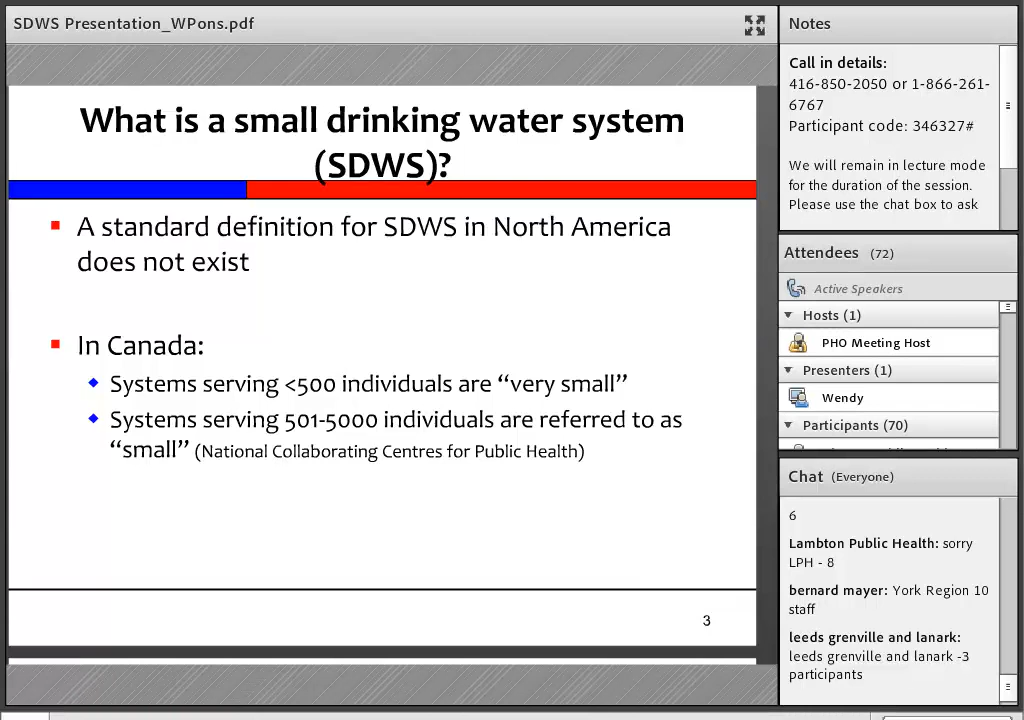 SDWS Presentation_WPons.pdf
What is a small drinking water system
(SDWS)?
A standard definition for SDWS in North America
does not exist
In Canada:
Systems serving <500 individuals are “very small”
Systems serving 501-5000 individuals are referred to as
“small” (National Collaborating Centres for Public Health)
3
Notes
Call in details:
416-850-2050 or 1-866-261-
6767
Participant code: 346327#
We will remain in lecture mode
for the duration of the session.
Please use the chat box to ask
Attendees (72)
Active Speakers
Hosts (1)
PHO Meeting Host
Presenters (1)
Wendy
Participants (70)
Chat (Everyone)
6
Lambton Public Health: sorry
LPH - 8
bernard mayer: York Region 10
staff
leeds grenville and lanark:
leeds grenville and lanark -3
participants